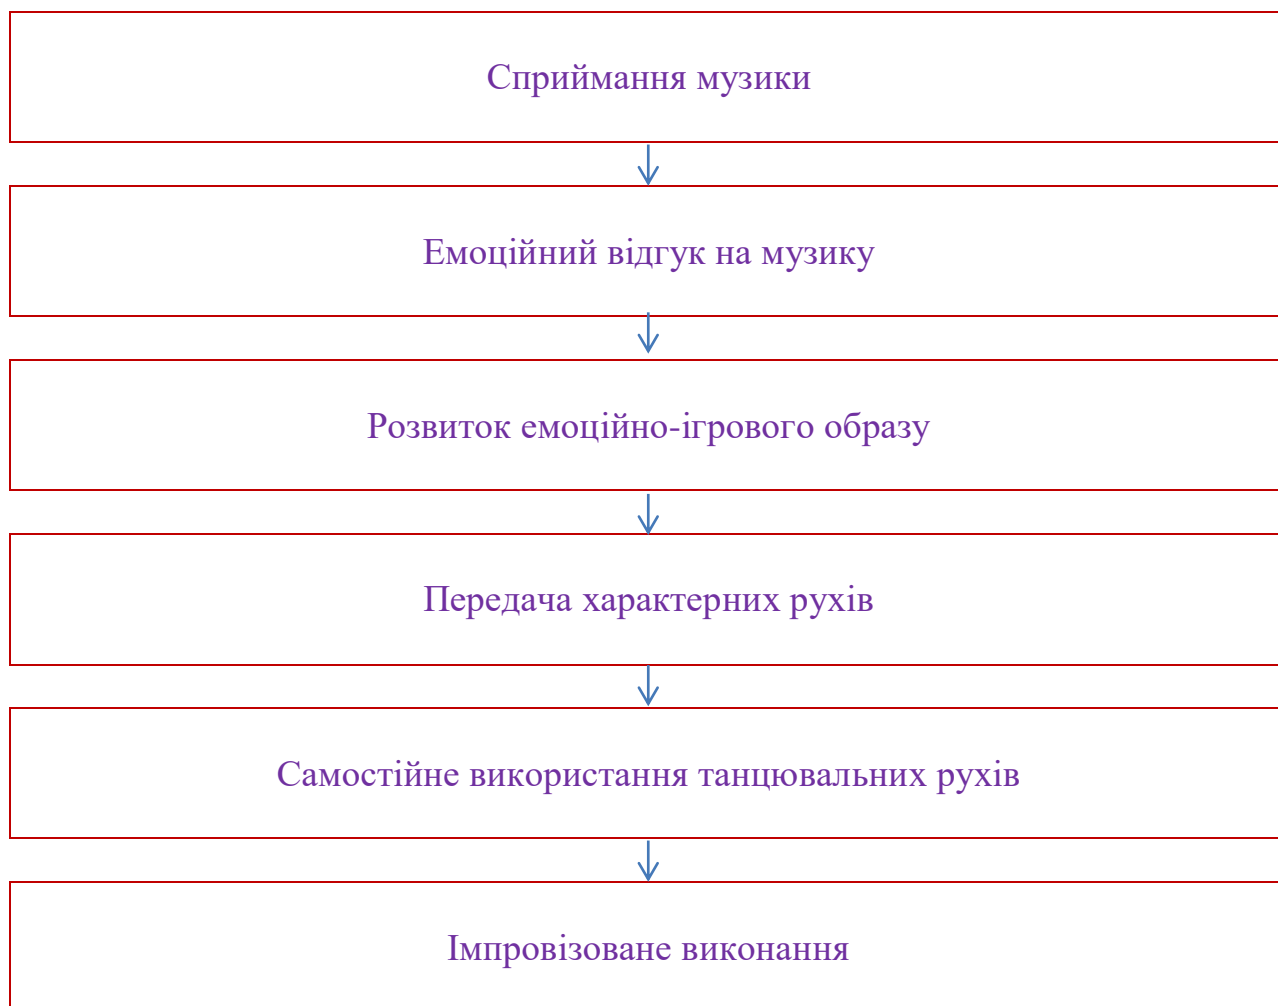 Сприймання музики
Емоційний відгук на музику
Розвиток емоційно-ігрового образу
Передача характерних рухів
Самостійне використання танцювальних рухів
Імпровізоване виконання